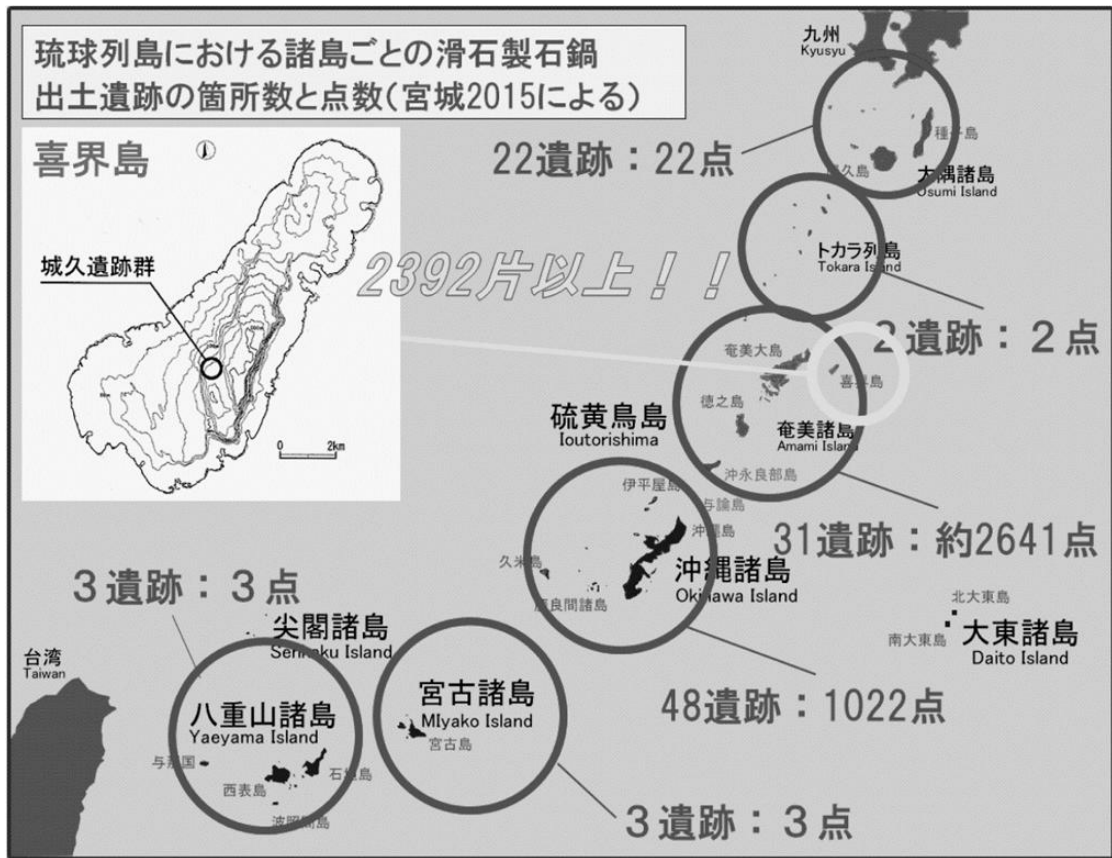 琉球列島における諸島ごとの滑石製石鍋
出土遺跡の箇所数と点数(宮城2015による)
喜界島
城久遺跡群
0 2km
2392片以上！！
九州
Kyusyu
種子島
大隅諸島
Osumi Island
22遺跡：22点
トカラ列島
Tokara Island
2遺跡：2点
奄美大島
喜界島
徳之島
奄美諸島
Amami Island
沖永良部島
与論島
31遺跡：約2641点
硫黄鳥島
Ioutorishima
伊平屋島
沖縄島
久米島
慶良間諸島
沖縄諸島
Okinawa Island
48遺跡：1022点
北大東島
南大東島
大東諸島
Daito Island
3遺跡：3点
尖閣諸島
Senkaku Island
台湾
Taiwan
八重山諸島
Yaeyama Island
与那国
西表島
石垣島
波照間島
宮古諸島
MIyako Island
宮古島
3遺跡：3点